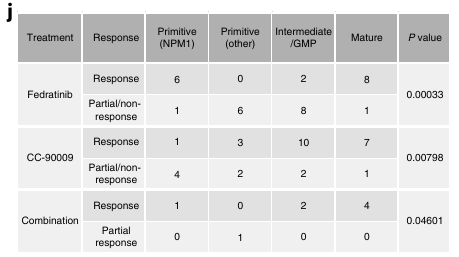 j
Treatment Response Primitive (NPM1) Primitive (other) Intermediate /GMP Mature P value
Fedratinib Response 6 0 2 8 0.00033
Partial/non-response 1 6 8 1
CC-90009 Response 1 3 10 7 0.00798
Partial/non-response 4 2 2 1
Combination Response 1 0 2 4 0.04601
Partial response 0 1 0 0